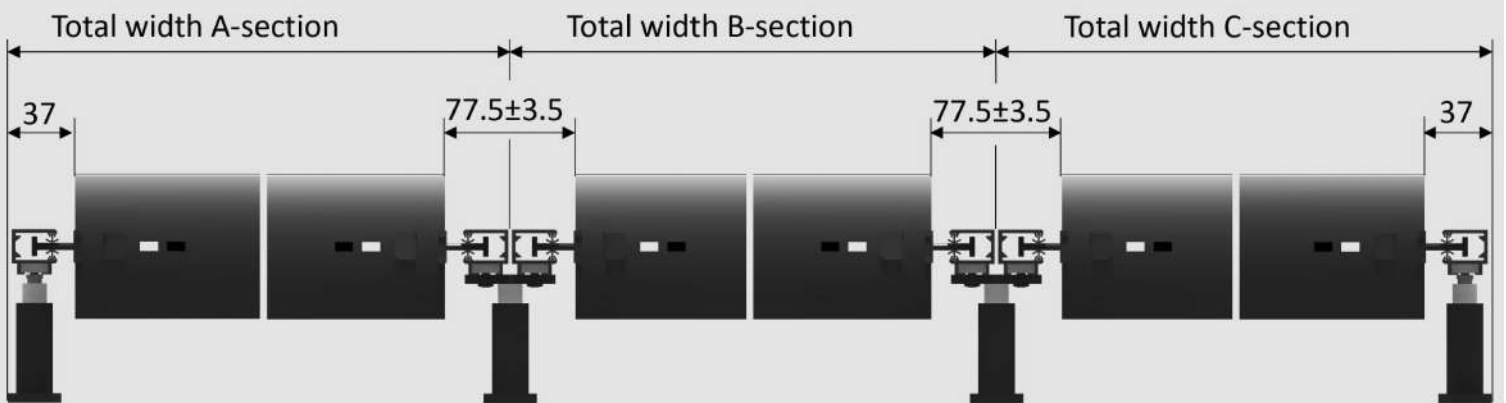 Total width A-section
Total width B-section
Total width C-section
37
77.5±3.5
77.5±3.5
37